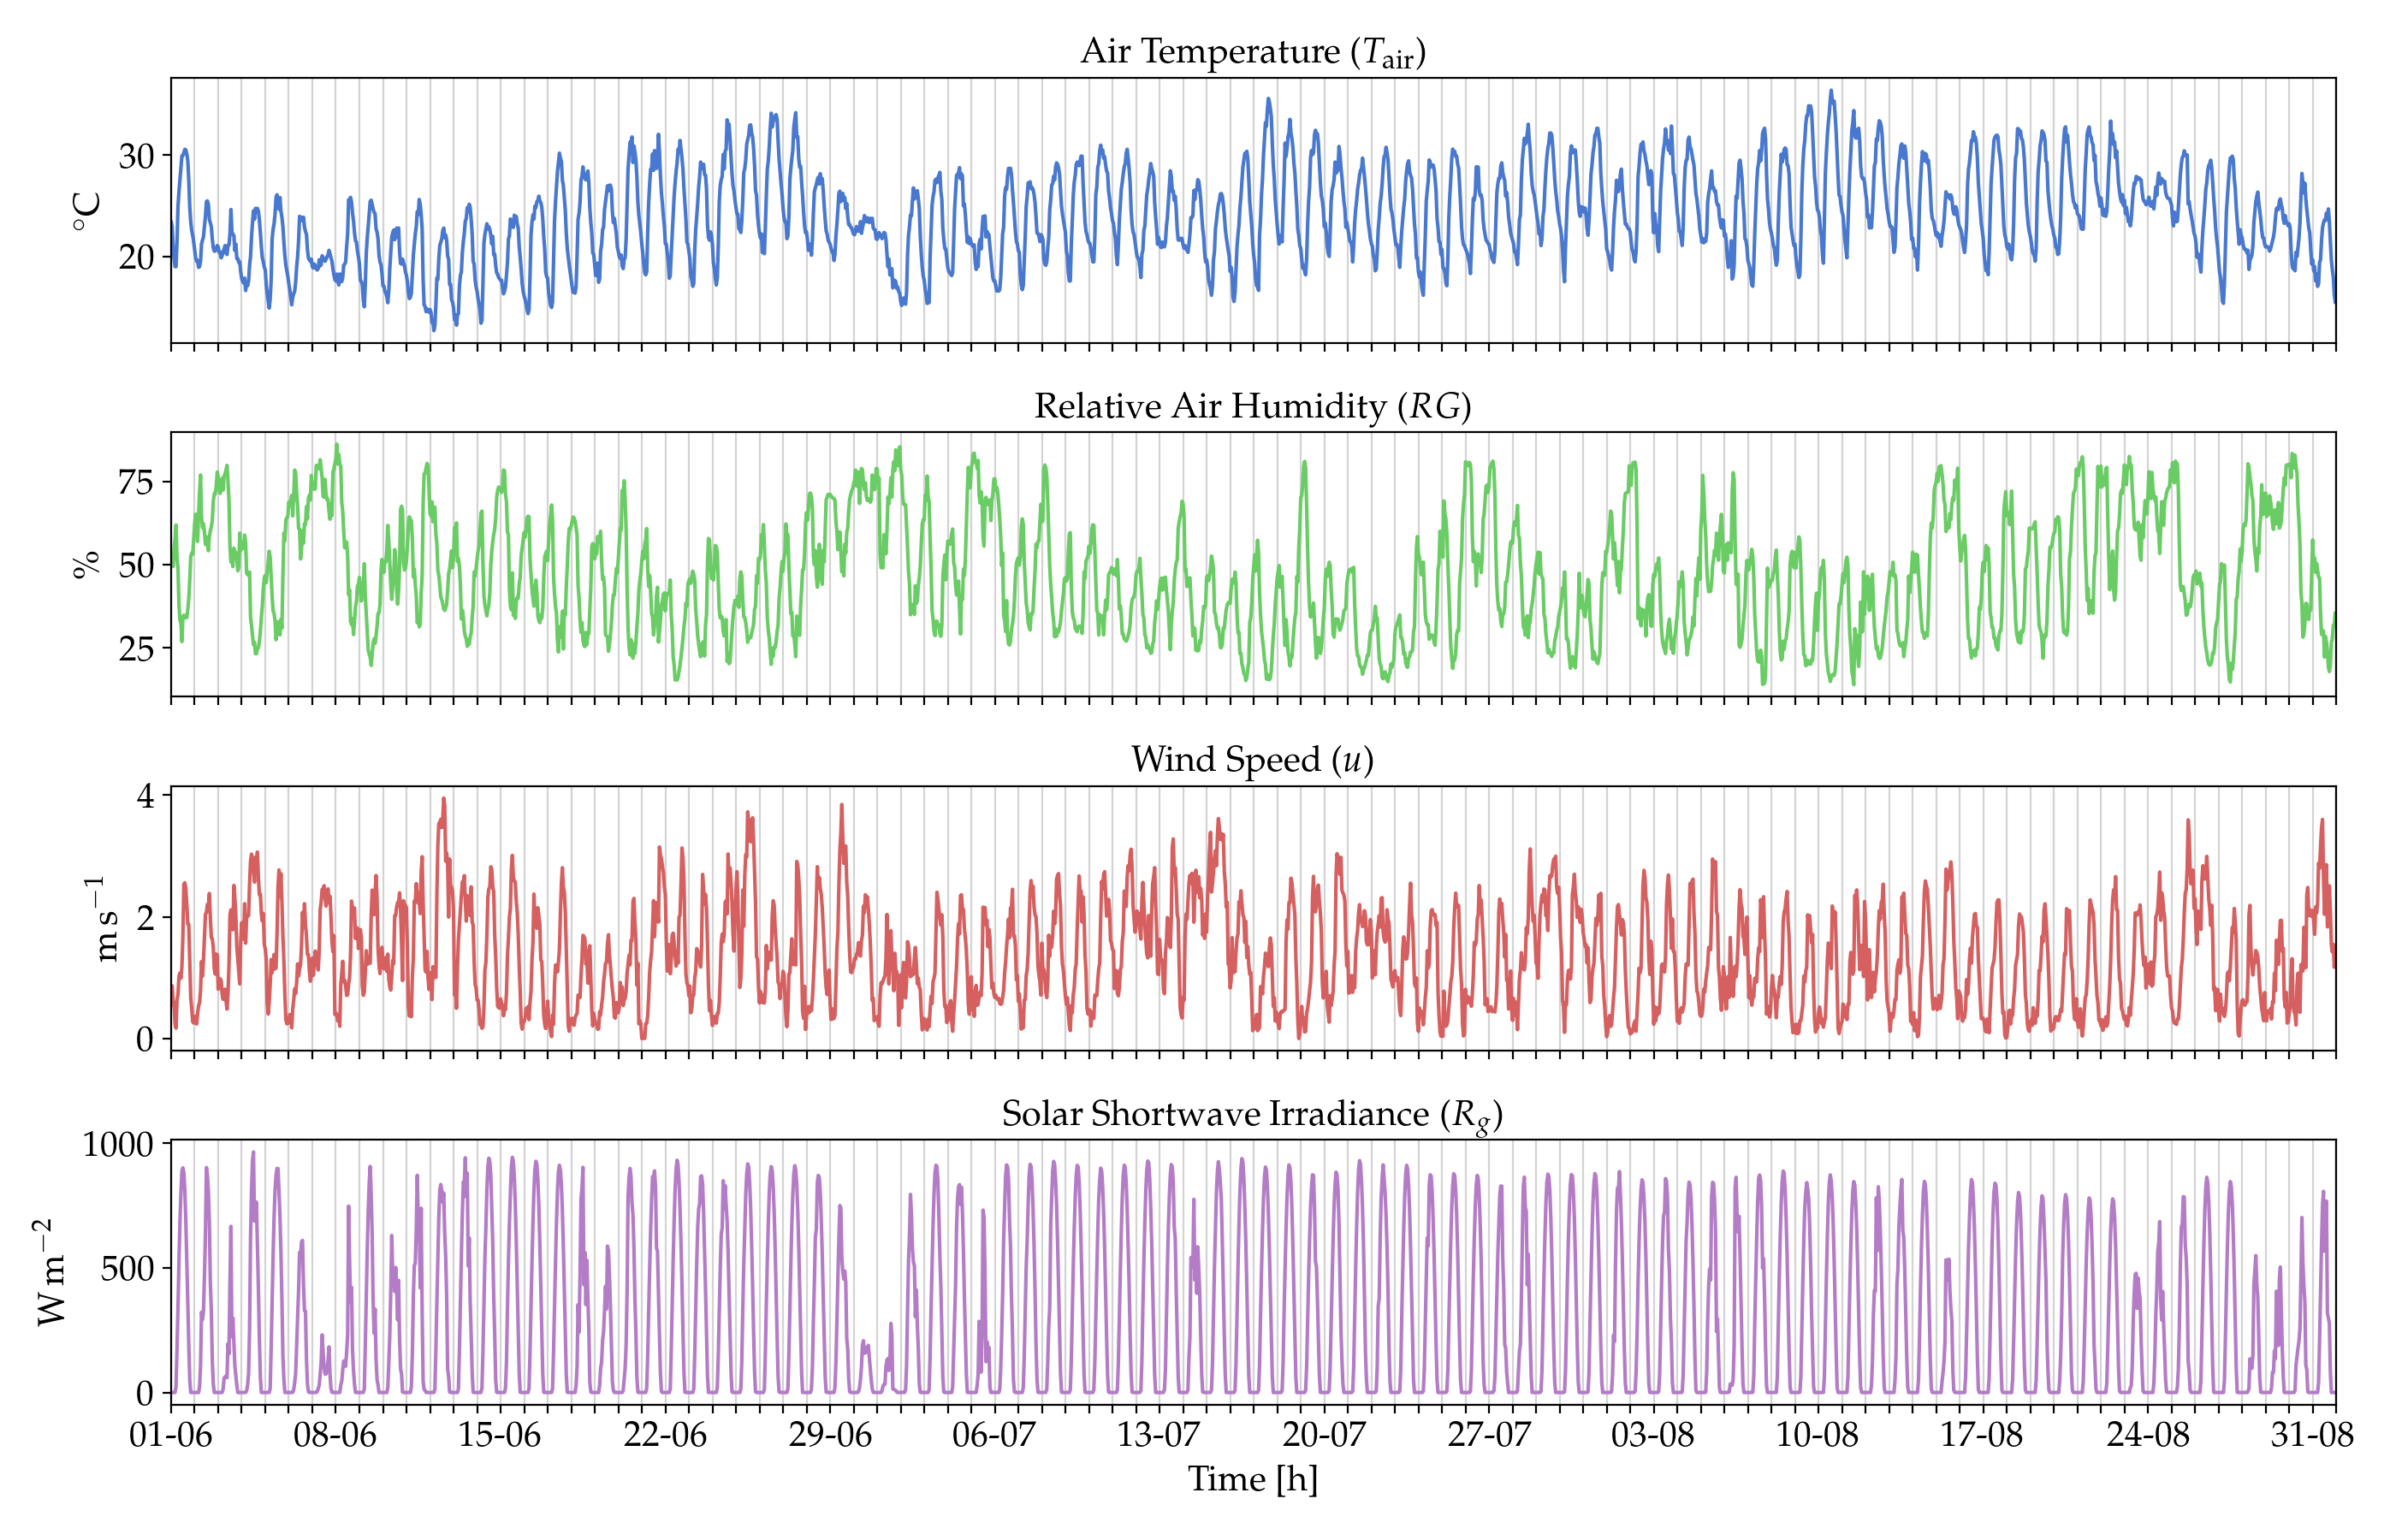 Air Temperature (T_air)
°C
30
20
Relative Air Humidity (RG)
%
75
50
25
Wind Speed (u)
m s⁻¹
4
2
0
Solar Shortwave Irradiance (R_g)
W m⁻²
1000
500
0
01-06 08-06 15-06 22-06 29-06 06-07 13-07 20-07 27-07 03-08 10-08 17-08 24-08 31-08
Time [h]